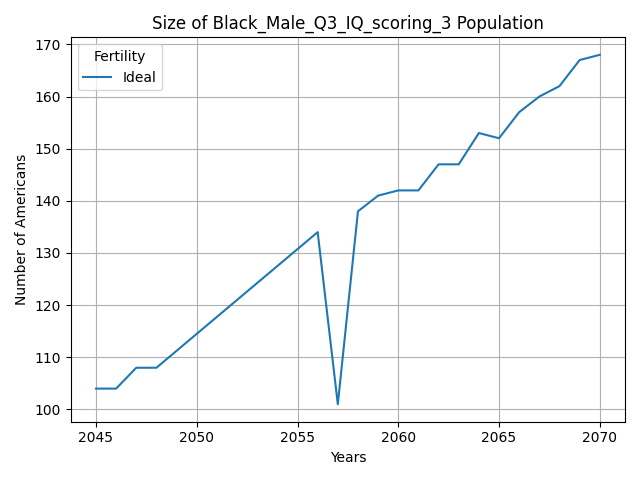 Size of Black_Male_Q3_IQ_scoring_3 Population
Fertility
Ideal
Number of Americans
170
160
150
140
130
120
110
100
2045 2050 2055 2060 2065 2070
Years